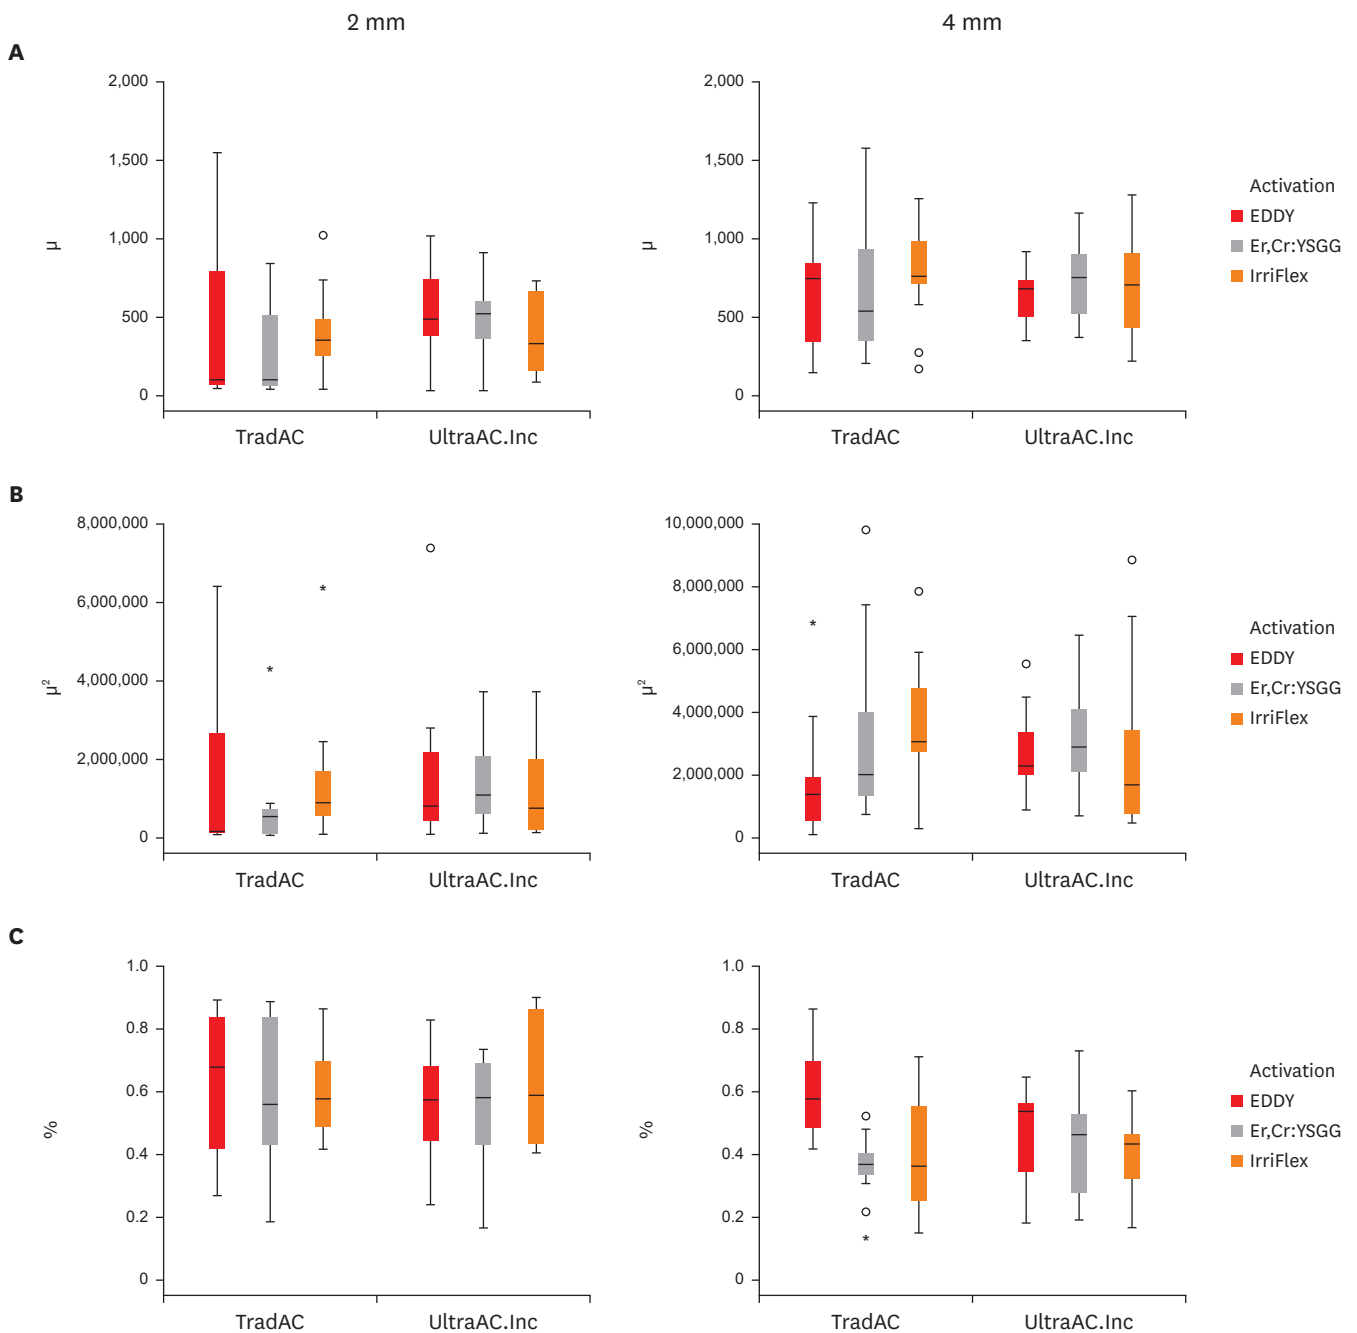 2 mm
4 mm
A
2,000
1,500
1,000
500
0
µ
TradAC
UltraAC.Inc
2,000
1,500
1,000
500
0
µ
TradAC
UltraAC.Inc
Activation
EDDY
Er,Cr:YSGG
IrriFlex
B
8,000,000
6,000,000
4,000,000
2,000,000
0
µ²
TradAC
UltraAC.Inc
10,000,000
8,000,000
6,000,000
4,000,000
2,000,000
0
µ²
TradAC
UltraAC.Inc
Activation
EDDY
Er,Cr:YSGG
IrriFlex
C
1.0
0.8
0.6
0.4
0.2
0
%
TradAC
UltraAC.Inc
1.0
0.8
0.6
0.4
0.2
0
%
TradAC
UltraAC.Inc
Activation
EDDY
Er,Cr:YSGG
IrriFlex